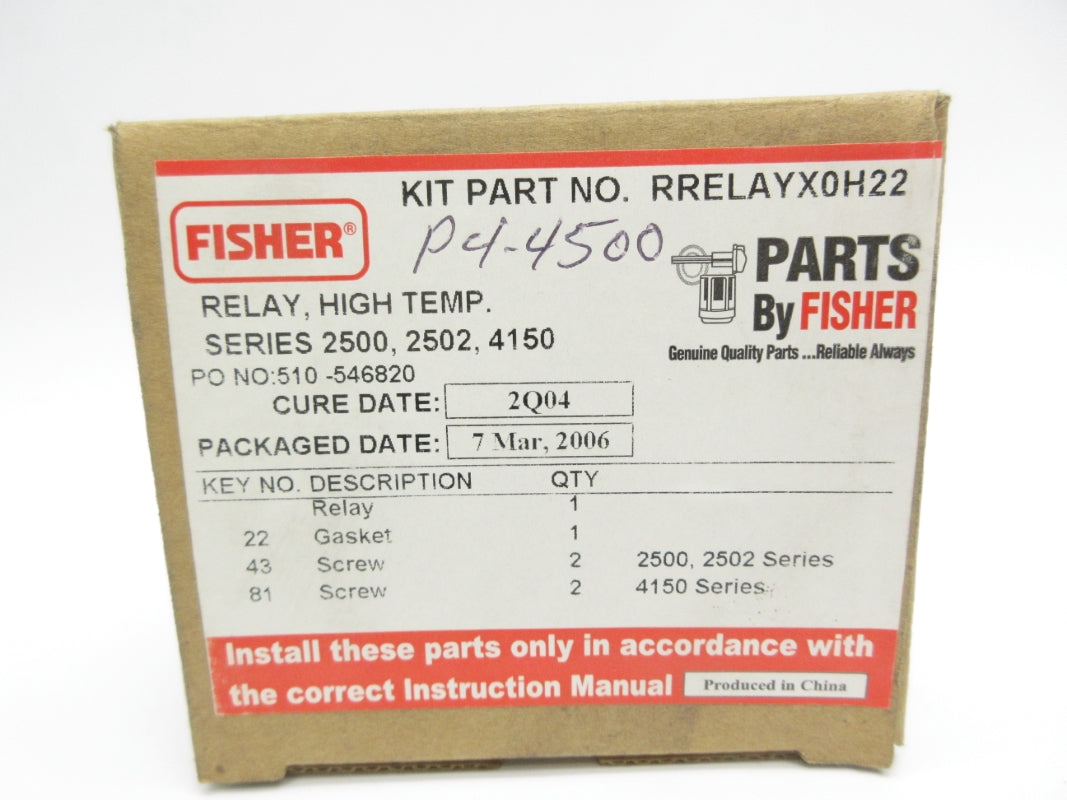 KIT PART NO. RRELAYX0H22
FISHER®
P4-4500
PARTS
By FISHER
Genuine Quality Parts ...Reliable Always
RELAY, HIGH TEMP.
SERIES 2500, 2502, 4150
PO NO:510 -546820
CURE DATE: 2Q04
PACKAGED DATE: 7 Mar, 2006
KEY NO. DESCRIPTION QTY
Relay 1
22 Gasket 1
43 Screw 2 2500, 2502 Series
81 Screw 2 4150 Series
Install these parts only in accordance with
the correct Instruction Manual Produced in China